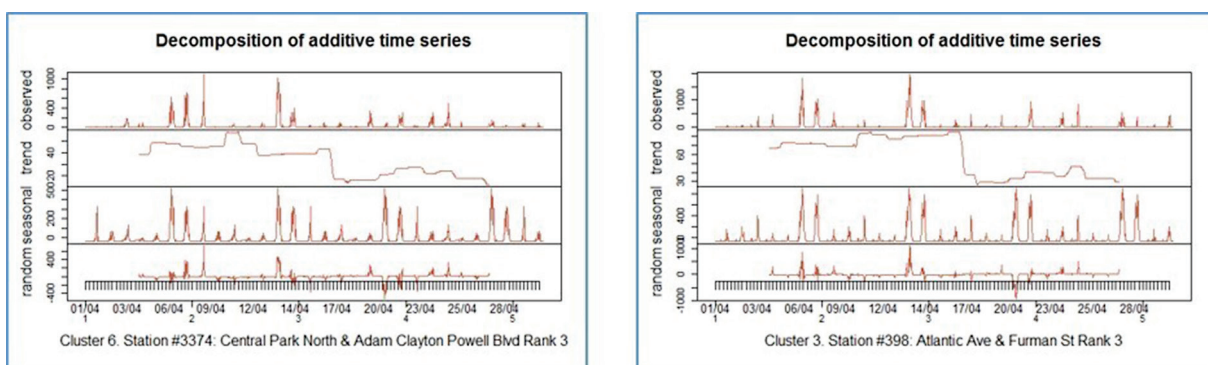 Decomposition of additive time series
observed
1000
400
0
trend
40
20
seasonal
500
200
0
random
400
-400
01/04 03/04 06/04 09/04 12/04 14/04 17/04 20/04 22/04 25/04 28/04
1 2 3 4 5
Cluster 6. Station #3374: Central Park North & Adam Clayton Powell Blvd Rank 3
Decomposition of additive time series
observed
1000
0
trend
60
30
seasonal
400
0
random
0
-1000
01/04 03/04 06/04 09/04 12/04 14/04 17/04 20/04 22/04 25/04 28/04
1 2 3 4 5
Cluster 3. Station #398: Atlantic Ave & Furman St Rank 3